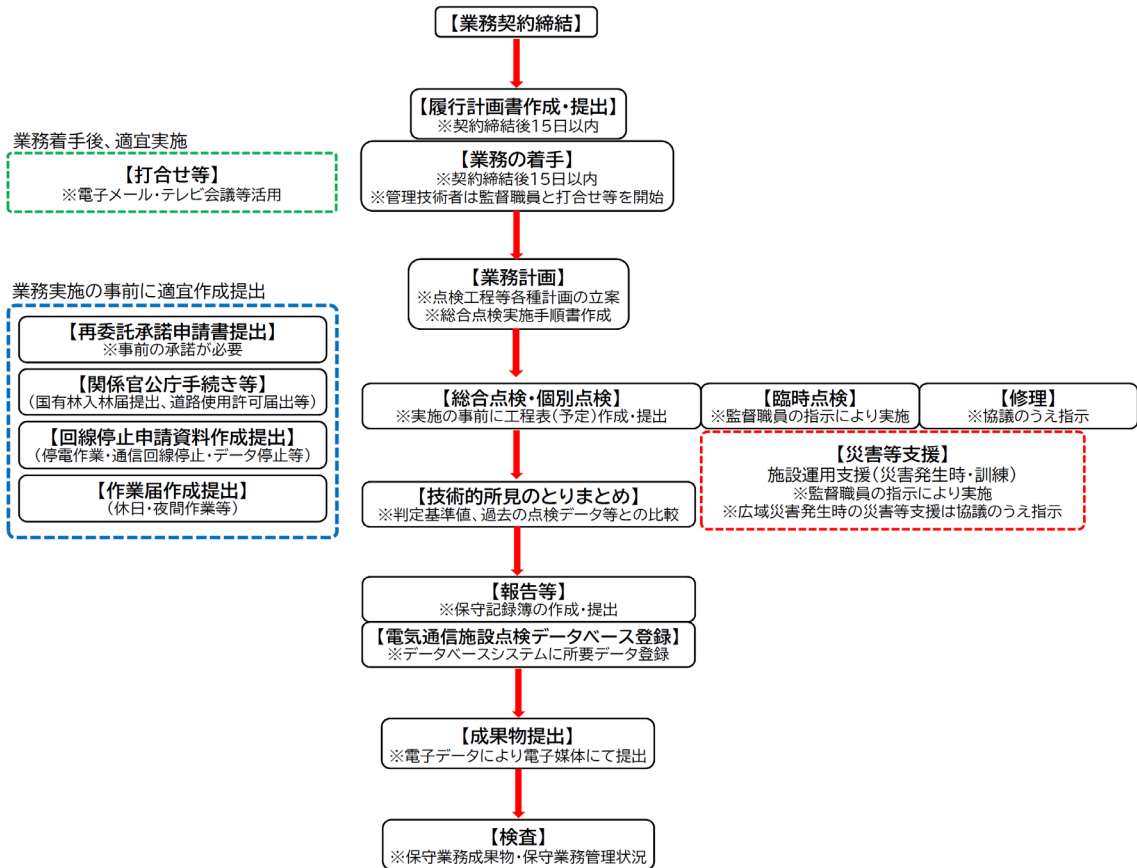 【業務契約締結】
【履行計画書作成・提出】
※契約締結後15日以内
業務着手後、適宜実施
【打合せ等】
※電子メール・テレビ会議等活用
【業務の着手】
※契約締結後15日以内
※管理技術者は監督職員と打合せ等を開始
【業務計画】
※点検工程等各種計画の立案
※総合点検実施手順書作成
業務実施の事前に適宜作成提出
【再委託承諾申請書提出】
※事前の承諾が必要
【関係官公庁手続き等】
(国有林入林届提出、道路使用許可届出等)
【回線停止申請資料作成提出】
(停電作業・通信回線停止・データ停止等)
【作業届作成提出】
(休日・夜間作業等)
【総合点検・個別点検】
※実施の事前に工程表(予定)作成・提出
【臨時点検】
※監督職員の指示により実施
【修理】
※協議のうえ指示
【災害等支援】
施設運用支援(災害発生時・訓練)
※監督職員の指示により実施
※広域災害発生時の災害等支援は協議のうえ指示
【技術的所見のとりまとめ】
※判定基準値、過去の点検データ等との比較
【報告等】
※保守記録簿の作成・提出
【電気通信施設点検データベース登録】
※データベースシステムに所要データ登録
【成果物提出】
※電子データにより電子媒体にて提出
【検査】
※保守業務成果物・保守業務管理状況